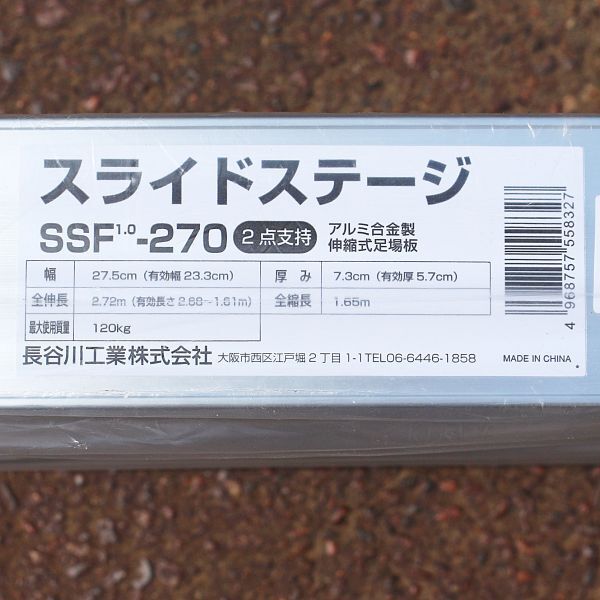 スライドステージ
SSF1.0-270 2点支持 アルミ合金製
伸縮式足場板
幅 27.5cm（有効幅 23.3cm） 厚み 7.3cm（有効厚 5.7cm）
全伸長 2.72m（有効長さ 2.68～1.61m） 全縮長 1.65m
最大使用質量 120kg
長谷川工業株式会社 大阪市西区江戸堀2丁目1-1TEL06-6446-1858
MADE IN CHINA
4 968757 558327